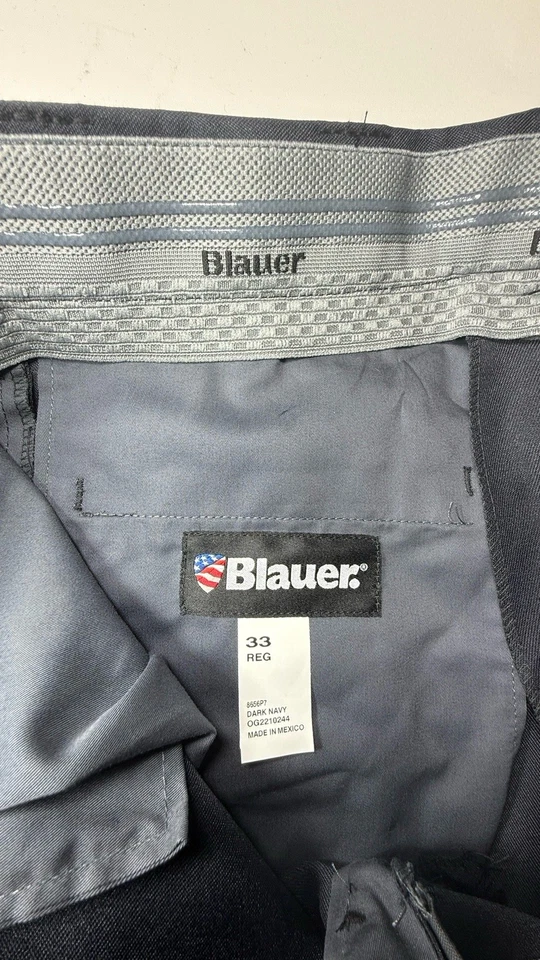 Blauer
Blauer.®
33
REG
8656P7
DARK NAVY
OG2210244
MADE IN MEXICO